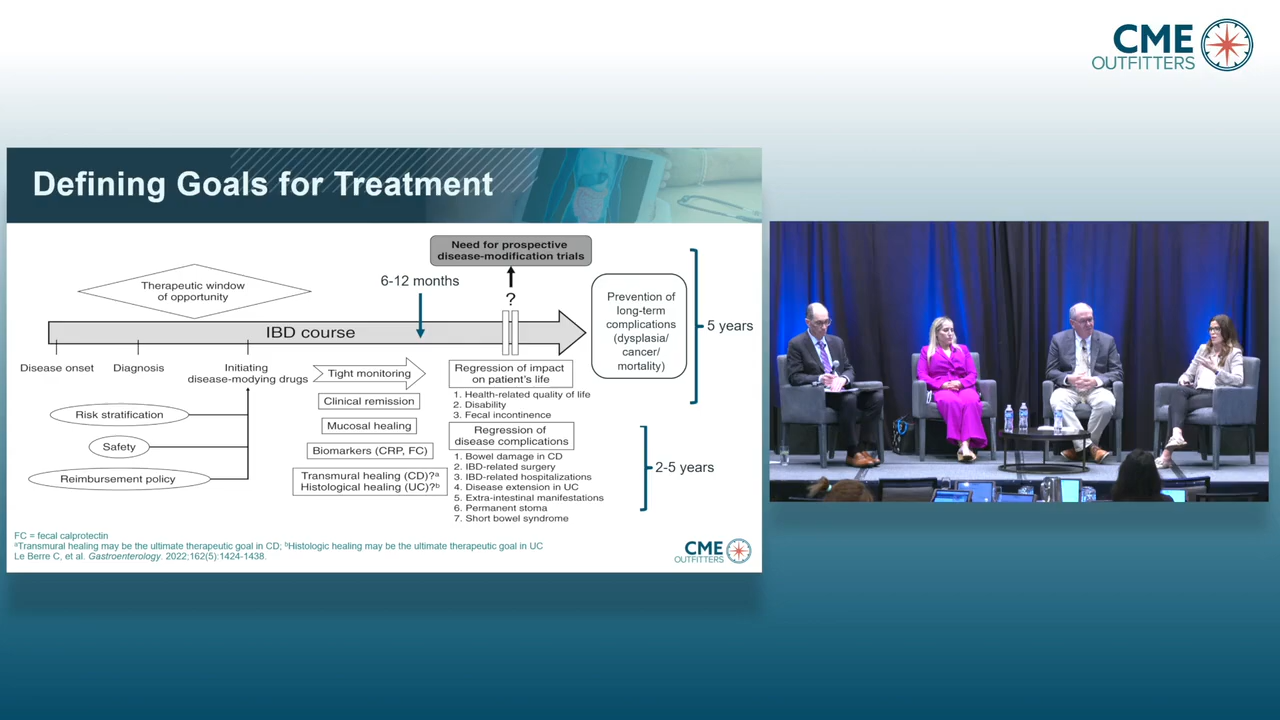 CME
OUTFITTERS
Defining Goals for Treatment
Need for prospective
disease-modification trials
Therapeutic window
of opportunity
6-12 months
?
IBD course
Prevention of
long-term
complications
(dysplasia/
cancer/
mortality)
5 years
Disease onset
Diagnosis
Initiating
disease-modying drugs
Risk stratification
Safety
Reimbursement policy
Tight monitoring
Clinical remission
Mucosal healing
Biomarkers (CRP, FC)
Transmural healing (CD)?ᵃ
Histological healing (UC)?ᵇ
Regression of impact
on patient's life
1. Health-related quality of life
2. Disability
3. Fecal incontinence
Regression of
disease complications
1. Bowel damage in CD
2. IBD-related surgery
3. IBD-related hospitalizations
4. Disease extension in UC
5. Extra-intestinal manifestations
6. Permanent stoma
7. Short bowel syndrome
2-5 years
FC = fecal calprotectin
ᵃTransmural healing may be the ultimate therapeutic goal in CD; ᵇHistologic healing may be the ultimate therapeutic goal in UC
Le Berre C, et al. Gastroenterology. 2022;162(5):1424-1438.
CME
OUTFITTERS